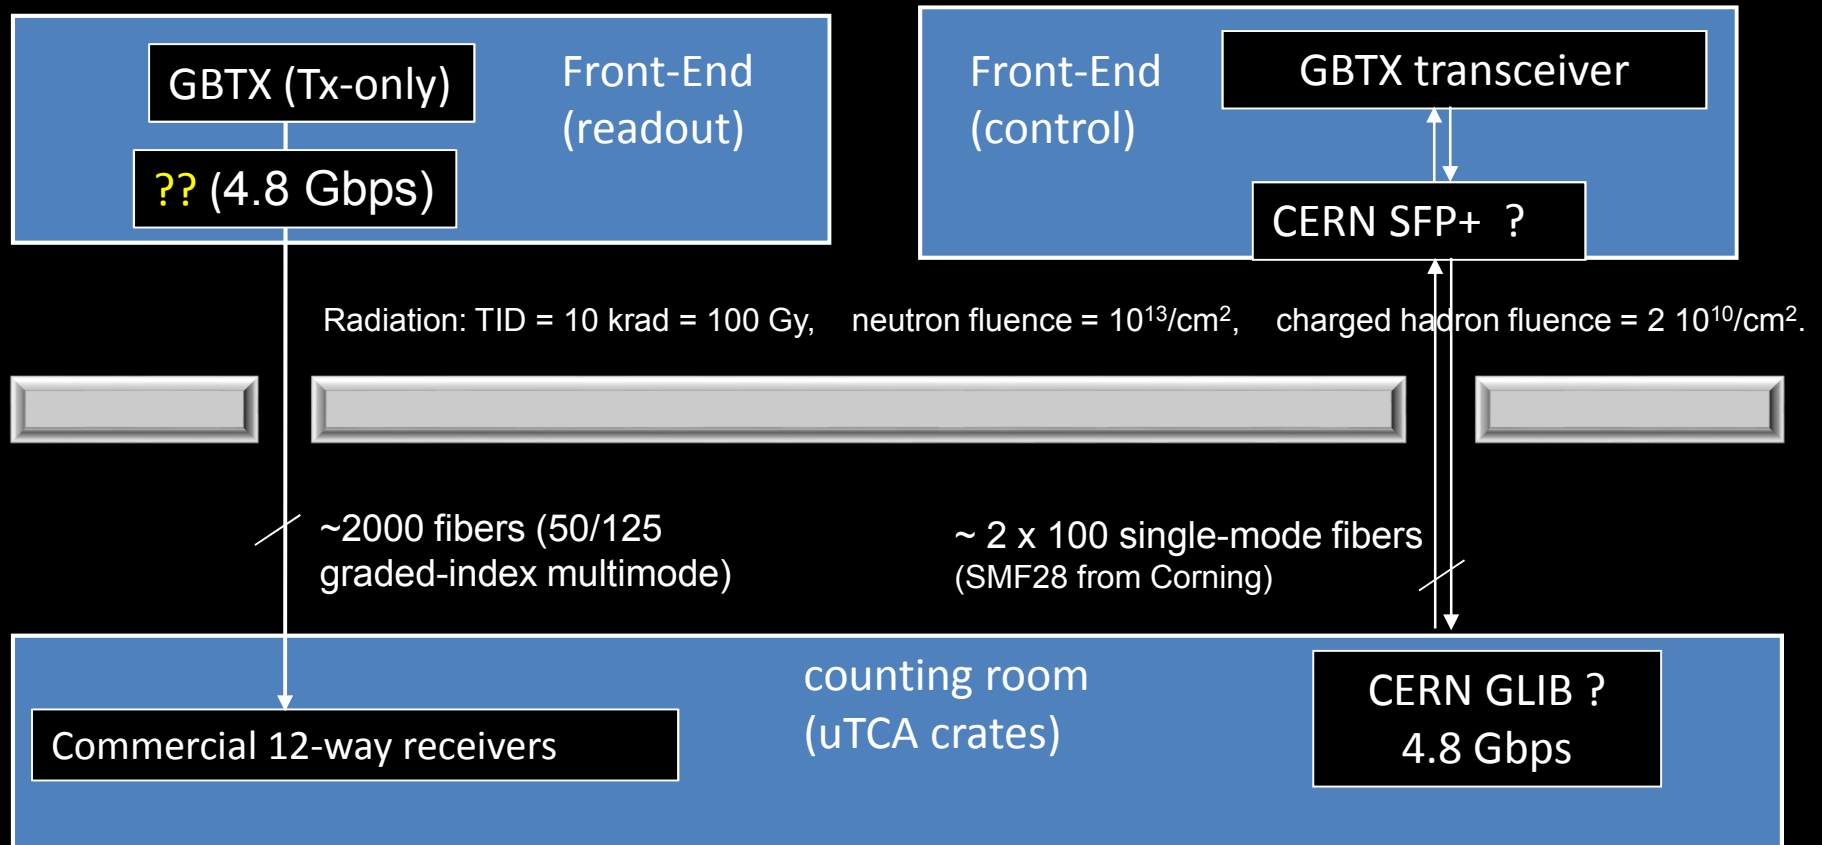 GBTX (Tx-only)
?? (4.8 Gbps)
Front-End
(readout)
Front-End
(control)
GBTX transceiver
CERN SFP+ ?
Radiation: TID = 10 krad = 100 Gy, neutron fluence = 10¹³/cm², charged hadron fluence = 2 10¹⁰/cm².
~2000 fibers (50/125
graded-index multimode)
~ 2 x 100 single-mode fibers
(SMF28 from Corning)
Commercial 12-way receivers
counting room
(uTCA crates)
CERN GLIB ?
4.8 Gbps